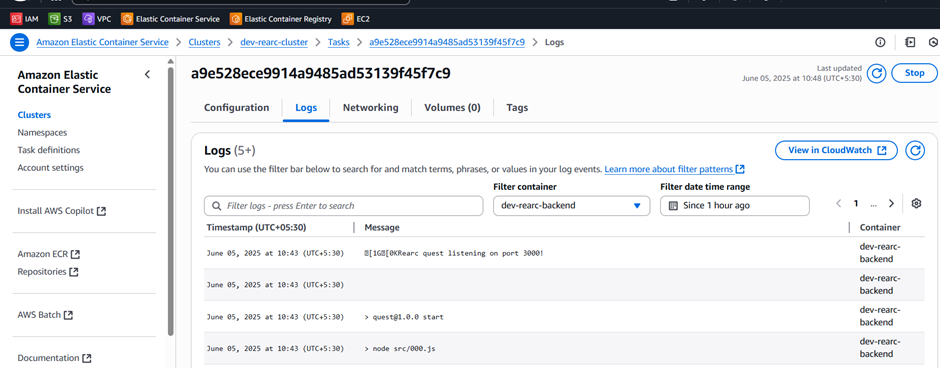 IAM S3 VPC Elastic Container Service Elastic Container Registry EC2
Amazon Elastic Container Service > Clusters > dev-rearc-cluster > Tasks > a9e528ece9914a9485ad53139f45f7c9 > Logs
Amazon Elastic
Container Service
Clusters
Namespaces
Task definitions
Account settings
Install AWS Copilot
Amazon ECR
Repositories
AWS Batch
Documentation
a9e528ece9914a9485ad53139f45f7c9
Last updated
June 05, 2025 at 10:48 (UTC+5:30)
Stop
Configuration Logs Networking Volumes (0) Tags
Logs (5+)
View in CloudWatch
You can use the filter bar below to search for and match terms, phrases, or values in your log events. Learn more about filter patterns
Filter container
Filter date time range
Filter logs - press Enter to search
dev-rearc-backend
Since 1 hour ago
1 ...
Timestamp (UTC+05:30) Message Container
June 05, 2025 at 10:43 (UTC+5:30) [1G[0KRearc quest listening on port 3000! dev-rearc-
backend
June 05, 2025 at 10:43 (UTC+5:30) dev-rearc-
backend
June 05, 2025 at 10:43 (UTC+5:30) > quest@1.0.0 start dev-rearc-
backend
June 05, 2025 at 10:43 (UTC+5:30) > node src/000.js dev-rearc-
backend